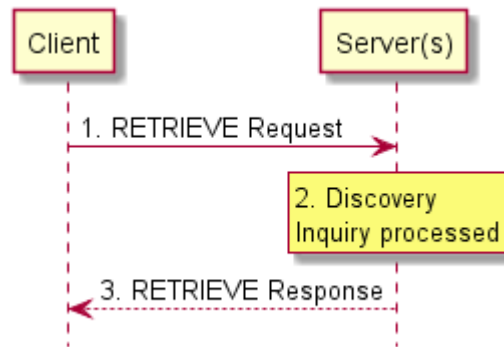 Client
Server(s)
1. RETRIEVE Request
2. Discovery
Inquiry processed
3. RETRIEVE Response